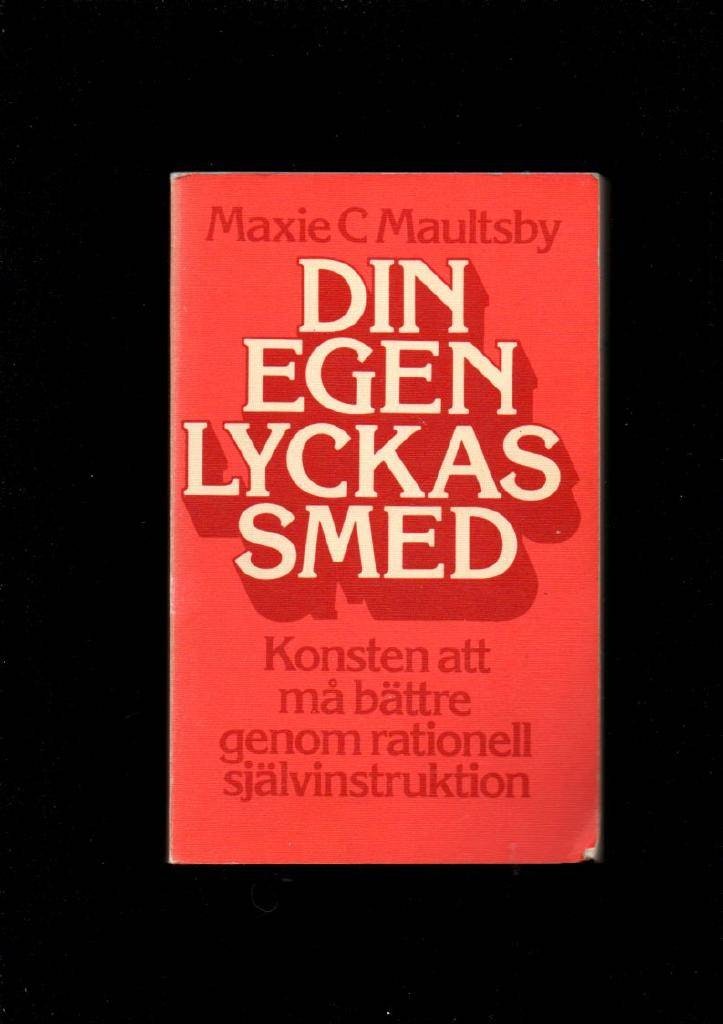 Maxie C Maultsby
DIN
EGEN
LYCKAS
SMED
Konsten att
må bättre
genom rationell
självinstruktion